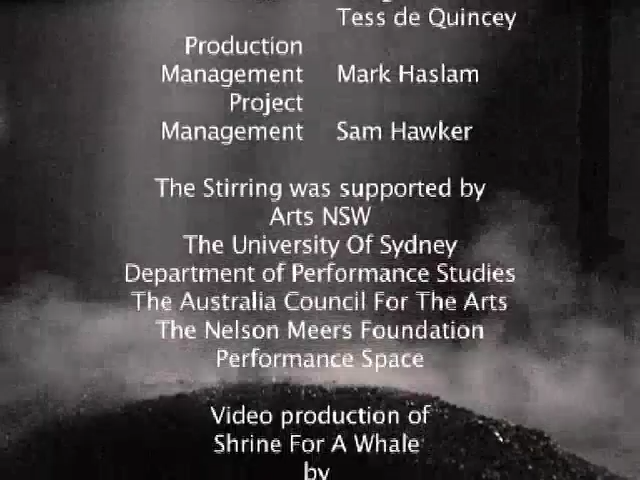 Tess de Quincey
Production
Management Mark Haslam
Project
Management Sam Hawker
The Stirring was supported by
Arts NSW
The University Of Sydney
Department of Performance Studies
The Australia Council For The Arts
The Nelson Meers Foundation
Performance Space
Video production of
Shrine For A Whale
by